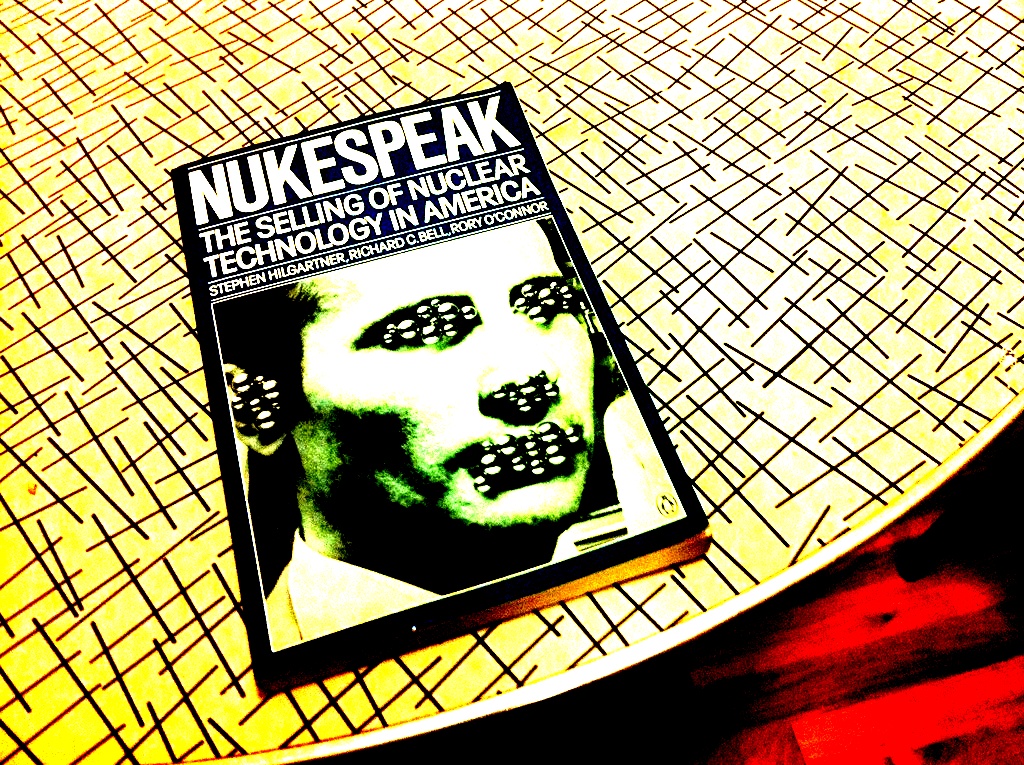 NUKESPEAK
THE SELLING OF NUCLEAR
TECHNOLOGY IN AMERICA
STEPHEN HILGARTNER, RICHARD C. BELL, RORY O'CONNOR